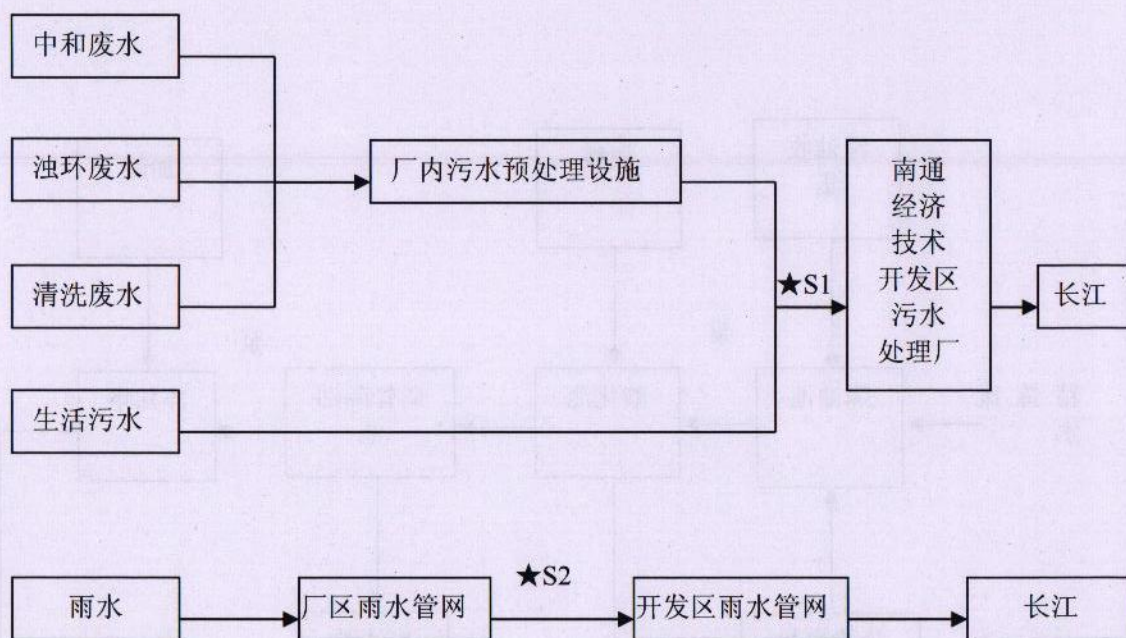 中和废水
浊环废水
厂内污水预处理设施
清洗废水
生活污水
★S1
南通
经济
技术
开发区
污水
处理厂
长江
雨水
厂区雨水管网
★S2
开发区雨水管网
长江